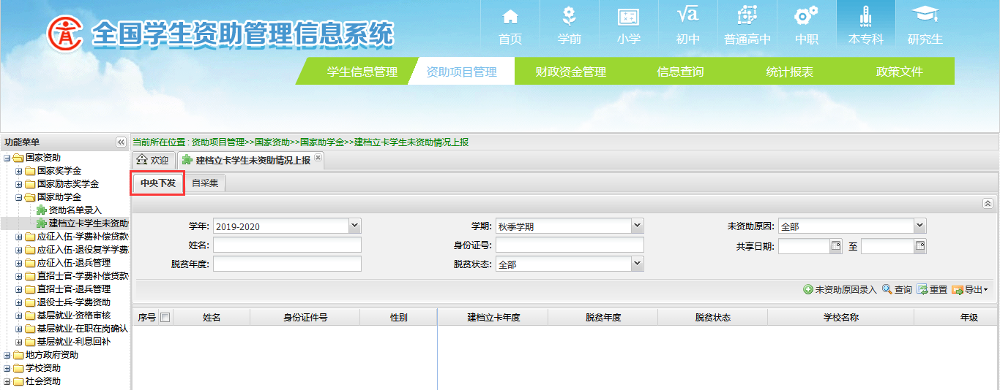 全国学生资助管理信息系统
首页 学前 小学 初中 普通高中 中职 本专科 研究生
学生信息管理 资助项目管理 财政资金管理 信息查询 统计报表 政策文件
功能菜单
当前所在位置 : 资助项目管理>>国家资助>>国家助学金>>建档立卡学生未资助情况上报
国家资助
国家奖学金
国家励志奖学金
国家助学金
资助名单录入
建档立卡学生未资助
应征入伍-学费补偿贷款
应征入伍-退役复学学费
应征入伍-退兵管理
直招士官-学费补偿贷款
直招士官-退兵管理
退役士兵-学费资助
基层就业-资格审核
基层就业-在职在岗确认
基层就业-利息回补
地方政府资助
学校资助
社会资助
欢迎 建档立卡学生未资助情况上报
中央下发 自采集
学年: 2019-2020 学期: 秋季学期 未资助原因: 全部
姓名: 身份证号: 共享日期: 至
脱贫年度: 脱贫状态: 全部
未资助原因录入 查询 重置 导出
序号 姓名 身份证件号 性别 建档立卡年度 脱贫年度 脱贫状态 学校名称 年级